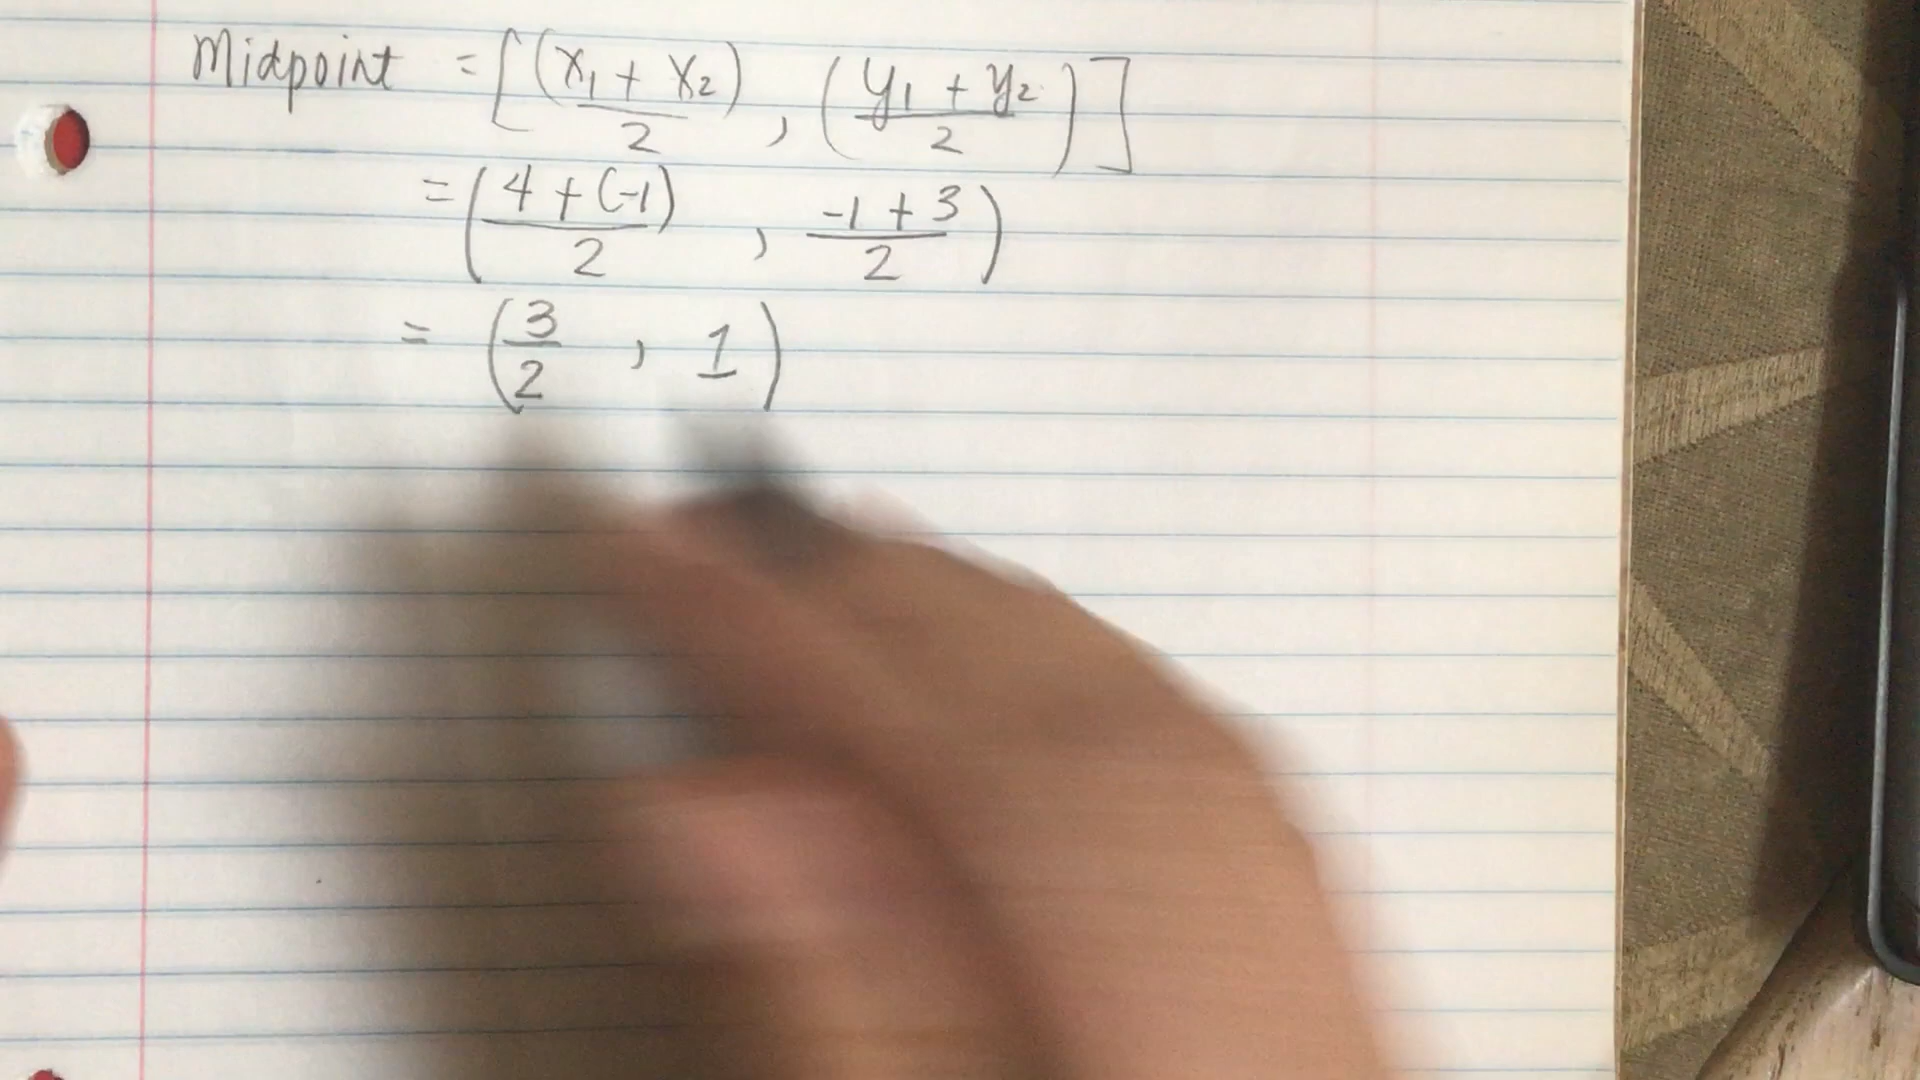 Midpoint = [(x₁ + x₂)/2 , (y₁ + y₂/2)]
= (4 + (-1)/2 , -1 + 3/2)
= (3/2 , 1)